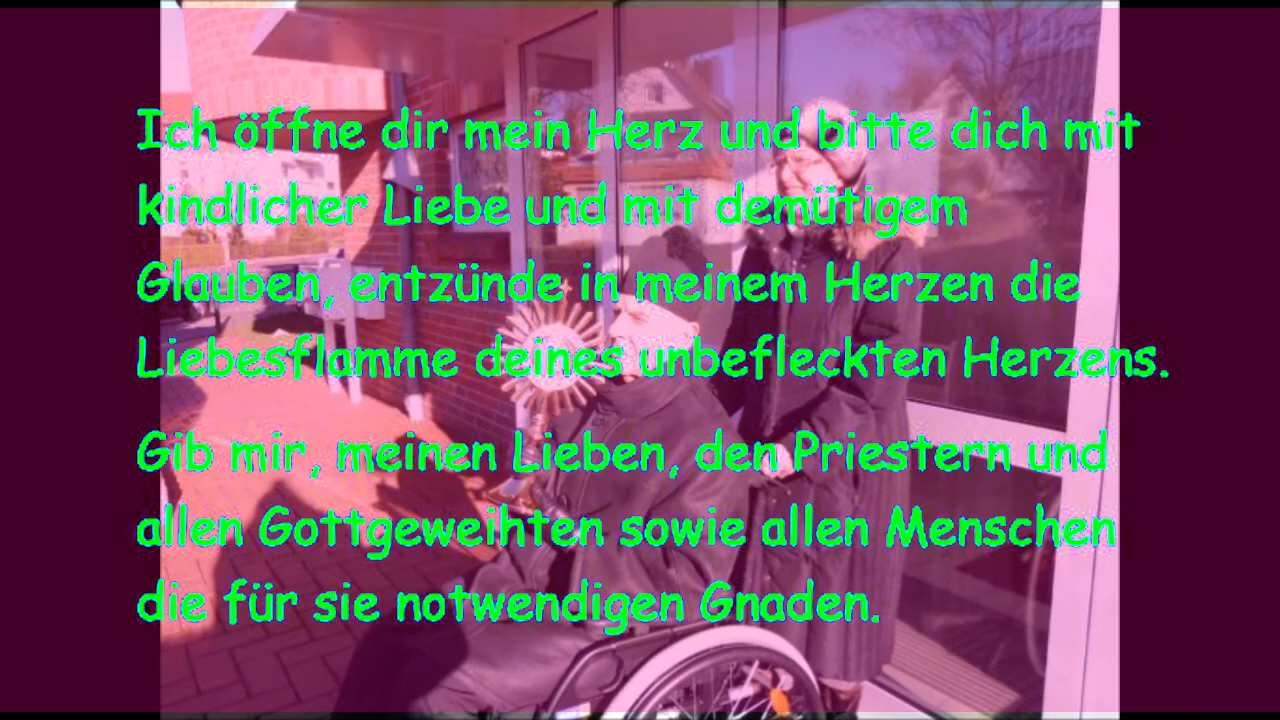 Ich öffne dir mein Herz und bitte dich mit
kindlicher Liebe und mit demütigem
Glauben, entzünde in meinem Herzen die
Liebesflamme deines unbefleckten Herzens.
Gib mir, meinen Lieben, den Priestern und
allen Gottgeweihten sowie allen Menschen
die für sie notwendigen Gnaden.